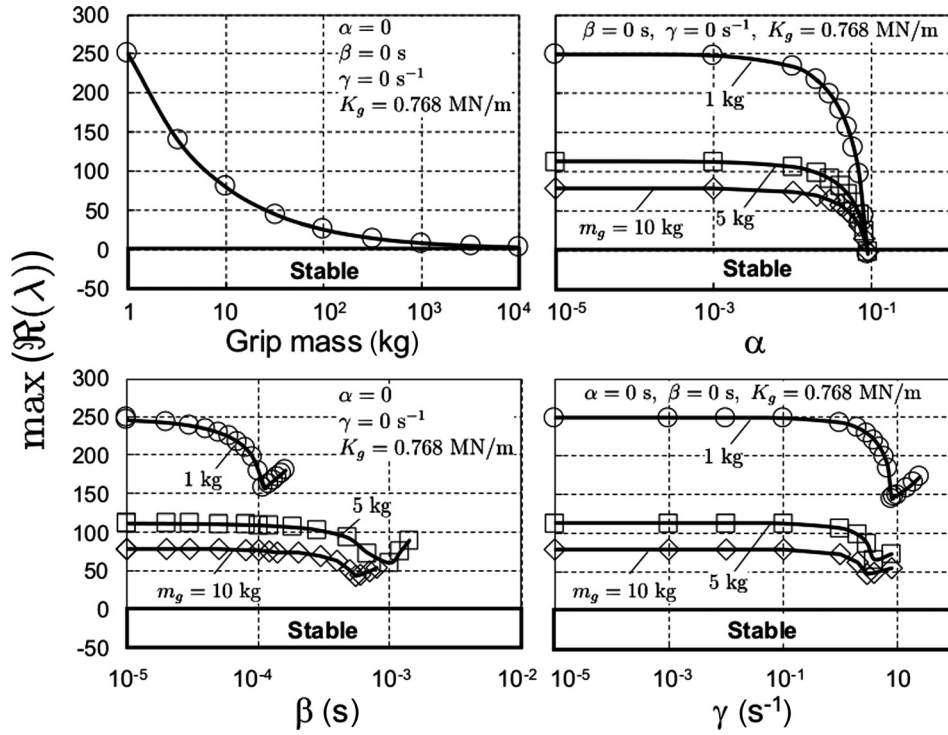 max (ℜ(λ))
300
250
200
150
100
50
0
-50
α = 0
β = 0 s
γ = 0 s⁻¹
K_g = 0.768 MN/m
Stable
1 10 10² 10³ 10⁴
Grip mass (kg)
β = 0 s, γ = 0 s⁻¹, K_g = 0.768 MN/m
1 kg
5 kg
m_g = 10 kg
Stable
10⁻⁵ 10⁻³ 10⁻¹
α
300
250
200
150
100
50
0
-50
α = 0
γ = 0 s⁻¹
K_g = 0.768 MN/m
1 kg
5 kg
m_g = 10 kg
Stable
10⁻⁵ 10⁻⁴ 10⁻³ 10⁻²
β (s)
α = 0 s, β = 0 s, K_g = 0.768 MN/m
1 kg
5 kg
m_g = 10 kg
Stable
10⁻⁵ 10⁻³ 10⁻¹ 10
γ (s⁻¹)